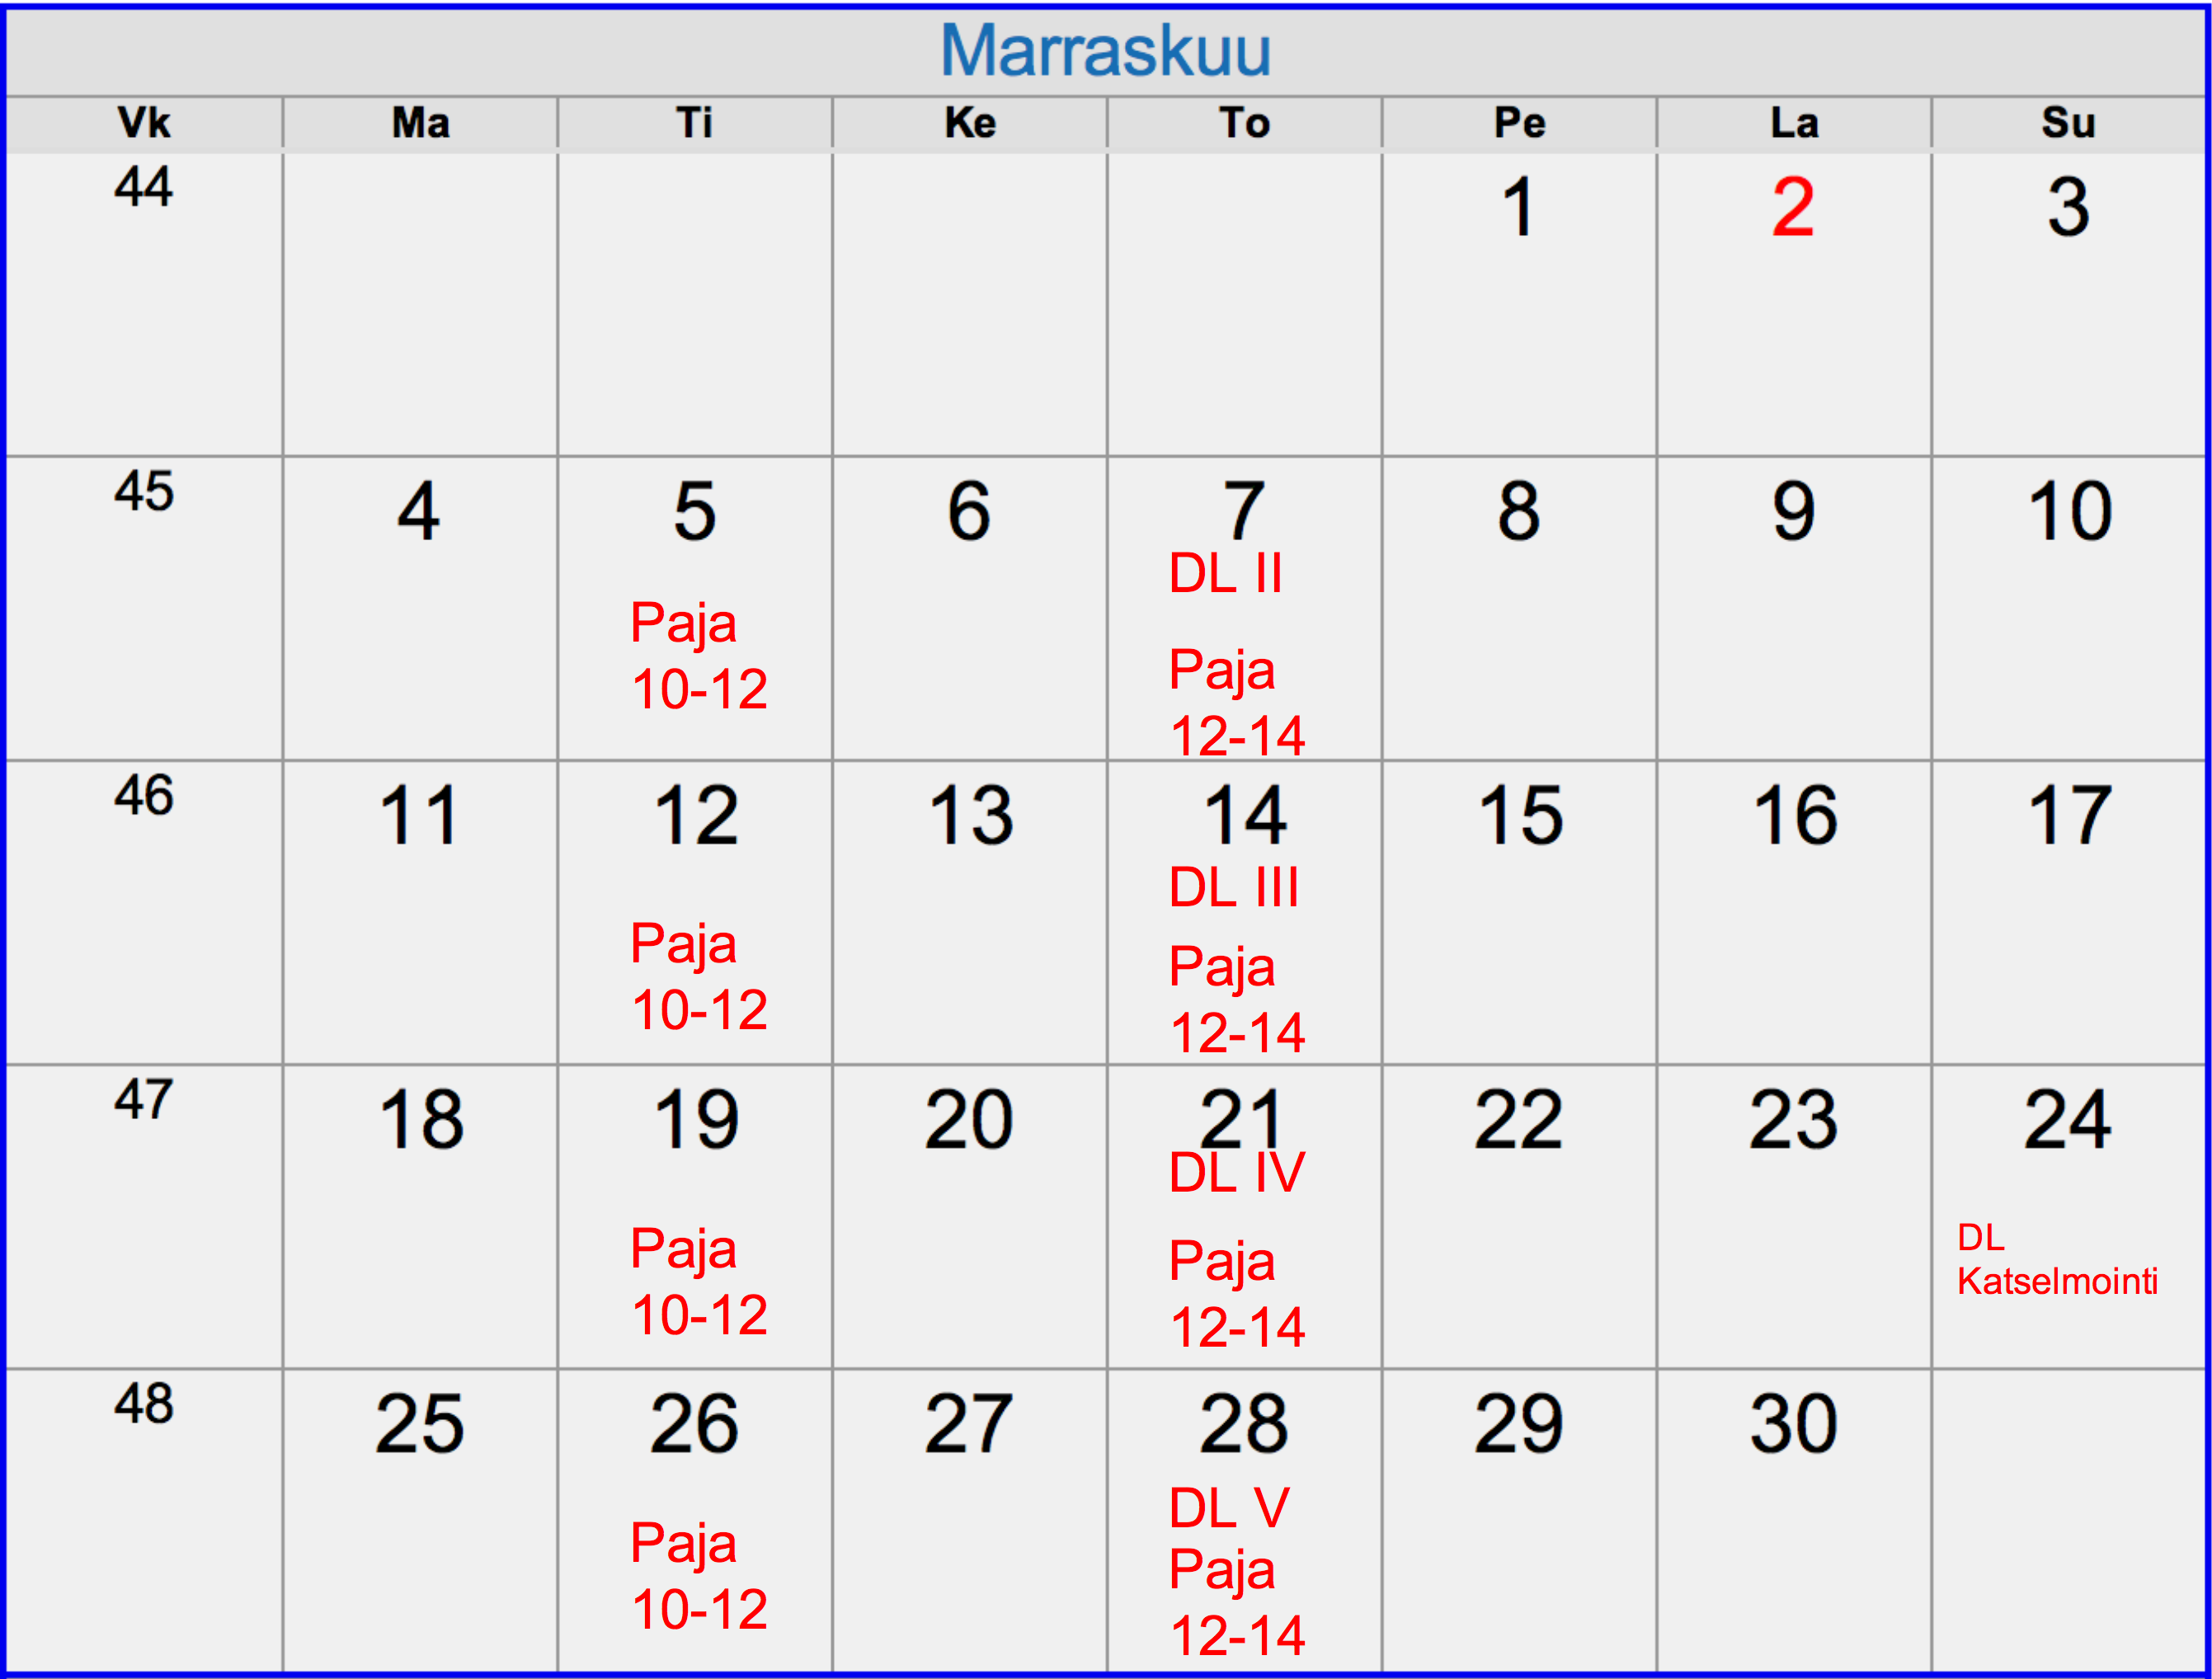 Marraskuu
Vk Ma Ti Ke To Pe La Su
44 1 2 3
45 4 5 6 7 8 9 10
DL II
Paja
10-12
Paja
12-14
46 11 12 13 14 15 16 17
DL III
Paja
10-12
Paja
12-14
47 18 19 20 21 22 23 24
DL IV
Paja
10-12
Paja
12-14
DL
Katselmointi
48 25 26 27 28 29 30
DL V
Paja
10-12
Paja
12-14